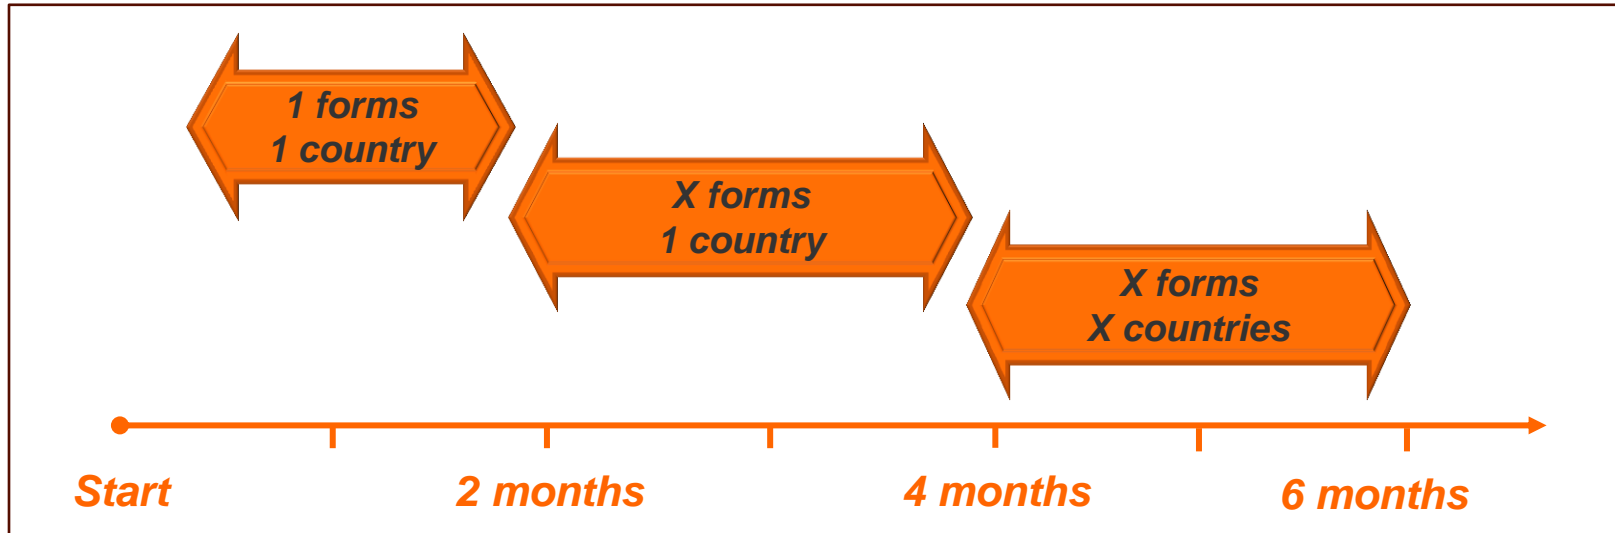 1 forms
1 country
X forms
1 country
X forms
X countries
Start
2 months
4 months
6 months